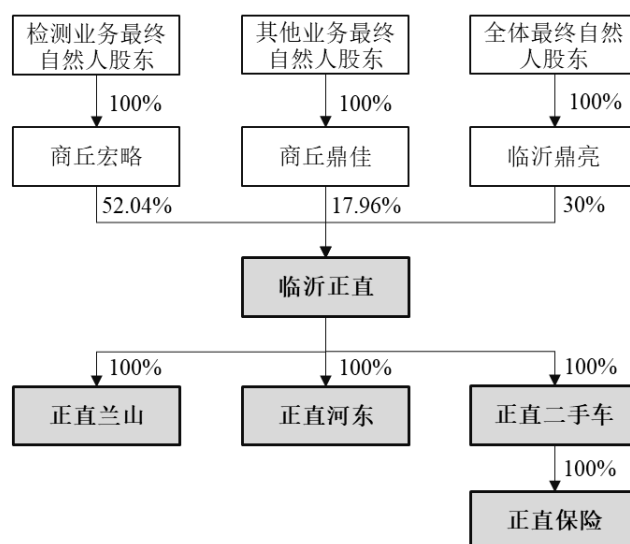 检测业务最终
自然人股东
其他业务最终
自然人股东
全体最终自然
人股东
100%
100%
100%
商丘宏略
商丘鼎佳
临沂鼎亮
52.04%
17.96%
30%
临沂正直
100%
100%
100%
正直兰山
正直河东
正直二手车
100%
正直保险